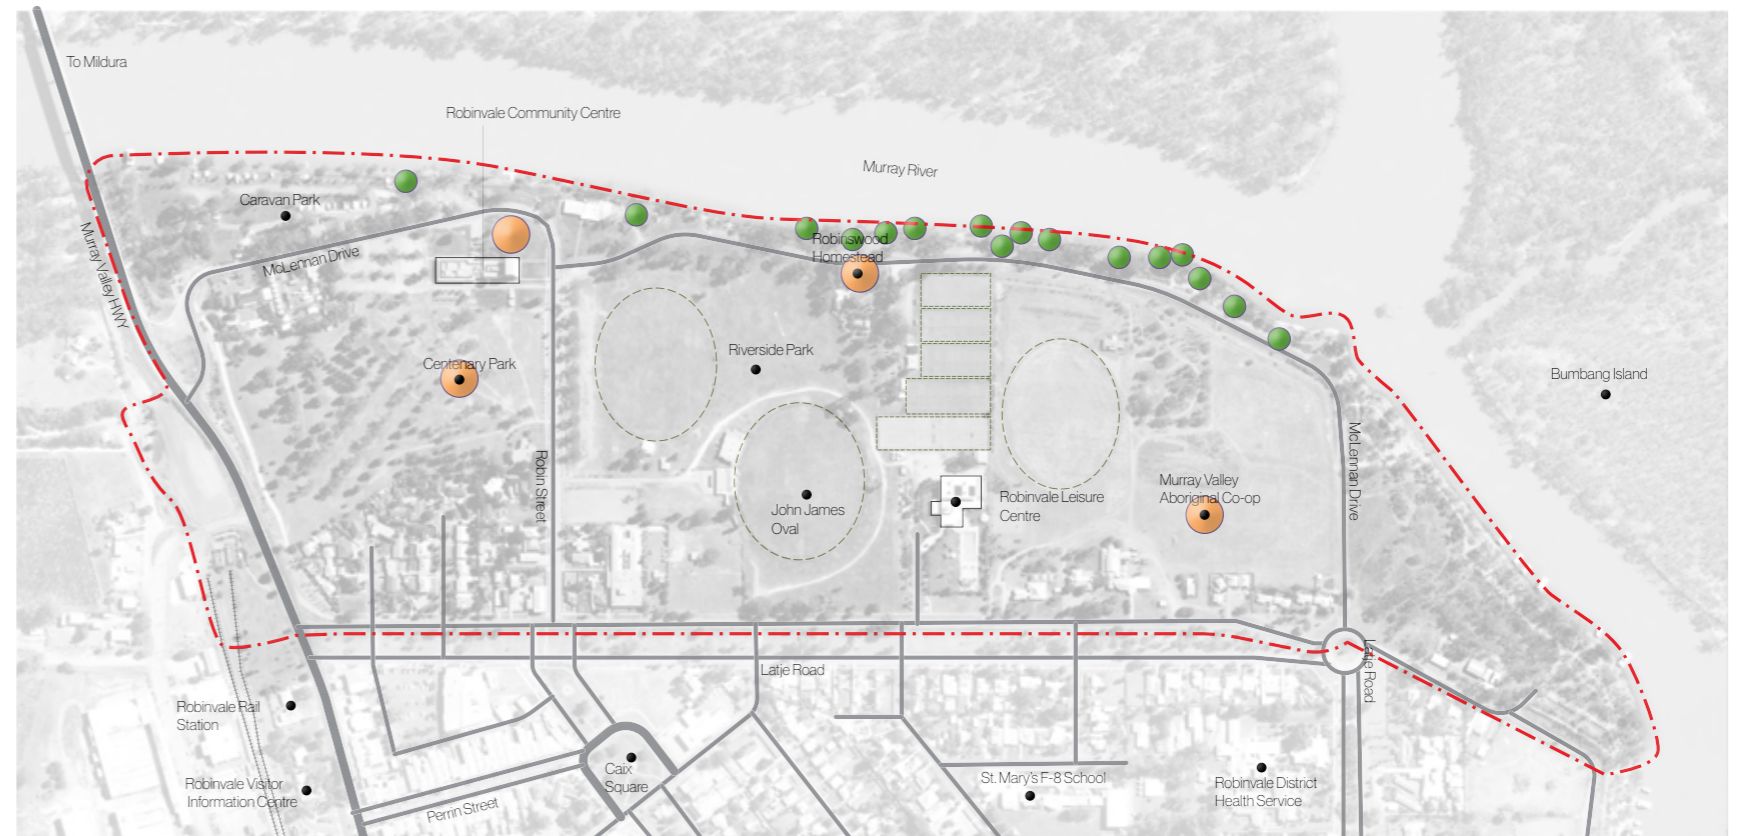 To Mildura
Robinvale Community Centre
Murray River
Caravan Park
Murray Valley HWY
McLennan Drive
Robinswood
Homestead
Centenary Park
Riverside Park
Bumbang Island
Robin Street
McLennan Drive
Murray Valley
Aboriginal Co-op
Robinvale Leisure
Centre
John James
Oval
Latje Road
Latje Road
Robinvale Rail
Station
Caix
Square
St. Mary's F-8 School
Robinvale District
Health Service
Robinvale Visitor
Information Centre
Perrin Street